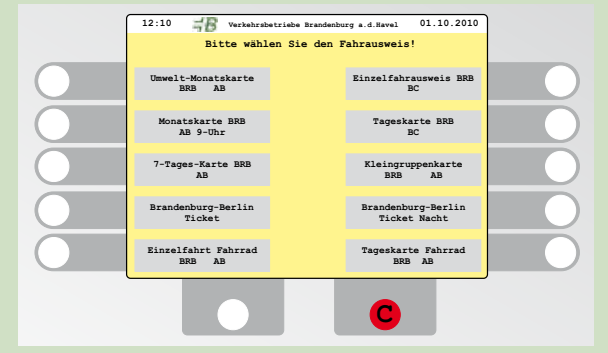 12:10 B Verkehrsbetriebe Brandenburg a.d.Havel 01.10.2010
Bitte wählen Sie den Fahrausweis!
Umwelt-Monatskarte
BRB AB
Einzelfahrausweis BRB
BC
Monatskarte BRB
AB 9-Uhr
Tageskarte BRB
BC
7-Tages-Karte BRB
AB
Kleingruppenkarte
BRB AB
Brandenburg-Berlin
Ticket
Brandenburg-Berlin
Ticket Nacht
Einzelfahrt Fahrrad
BRB AB
Tageskarte Fahrrad
BRB AB
C